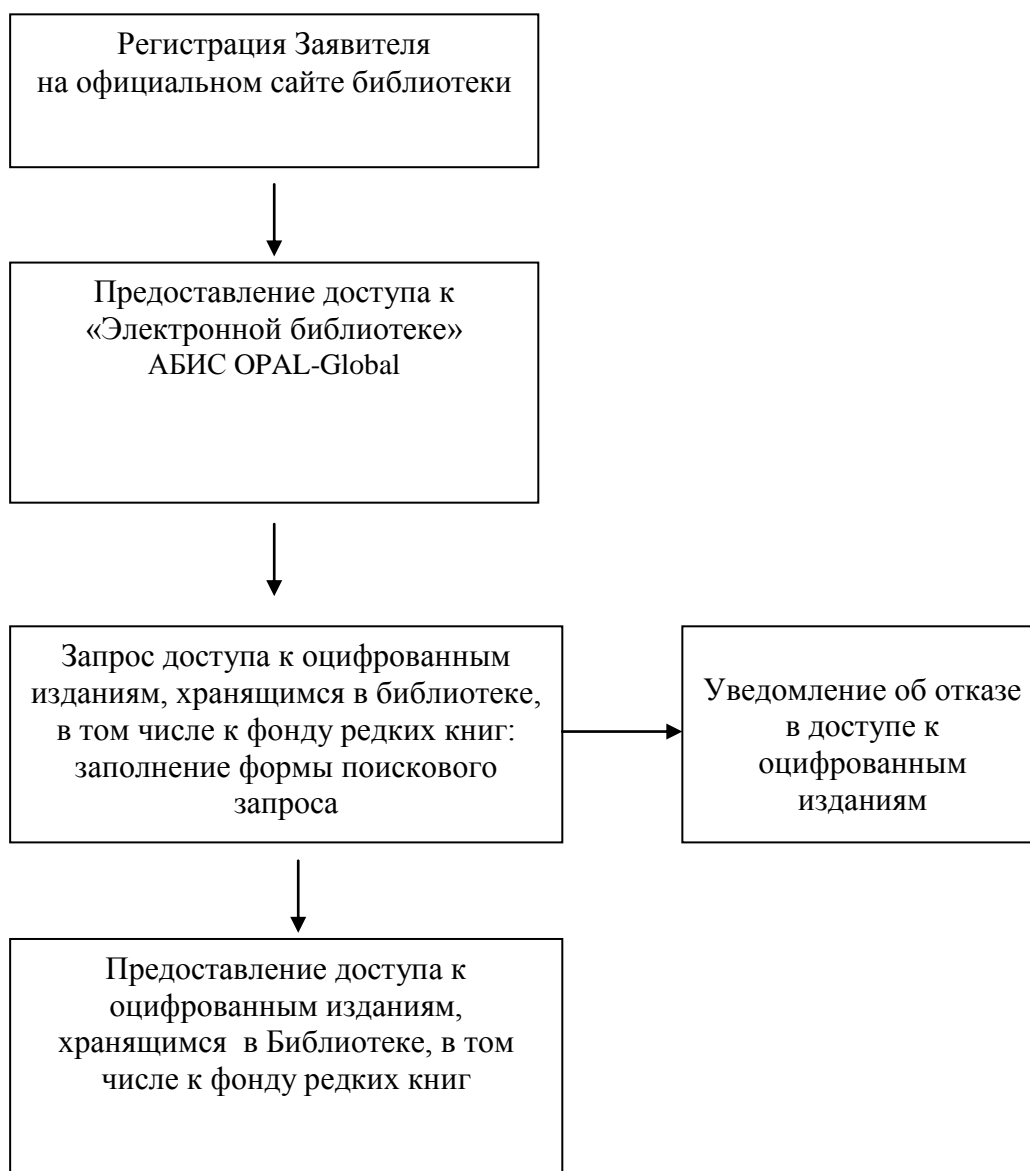 Регистрация Заявителя
на официальном сайте библиотеки
Предоставление доступа к
«Электронной библиотеке»
АБИС OPAL-Global
Запрос доступа к оцифрованным
изданиям, хранящимся в библиотеке,
в том числе к фонду редких книг:
заполнение формы поискового
запроса
Уведомление об отказе
в доступе к
оцифрованным
изданиям
Предоставление доступа к
оцифрованным изданиям,
хранящимся в Библиотеке, в том
числе к фонду редких книг